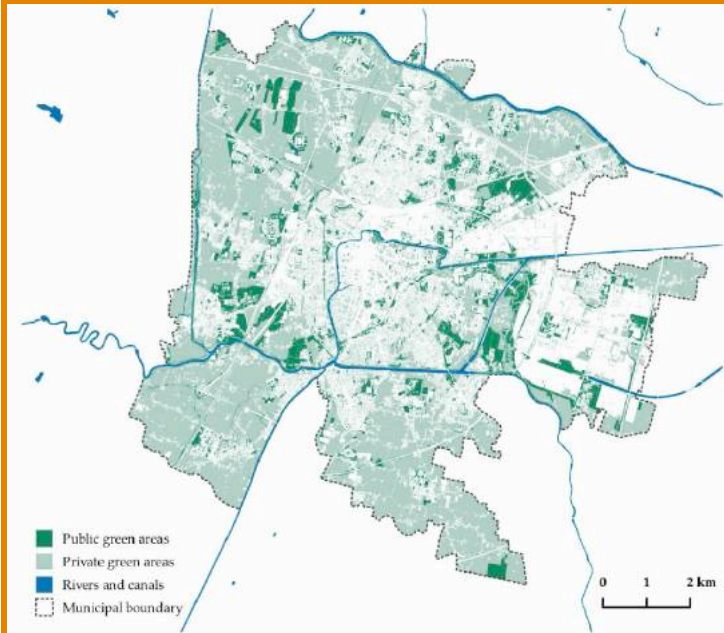 Public green areas
Private green areas
Rivers and canals
Municipal boundary
0 1 2 km